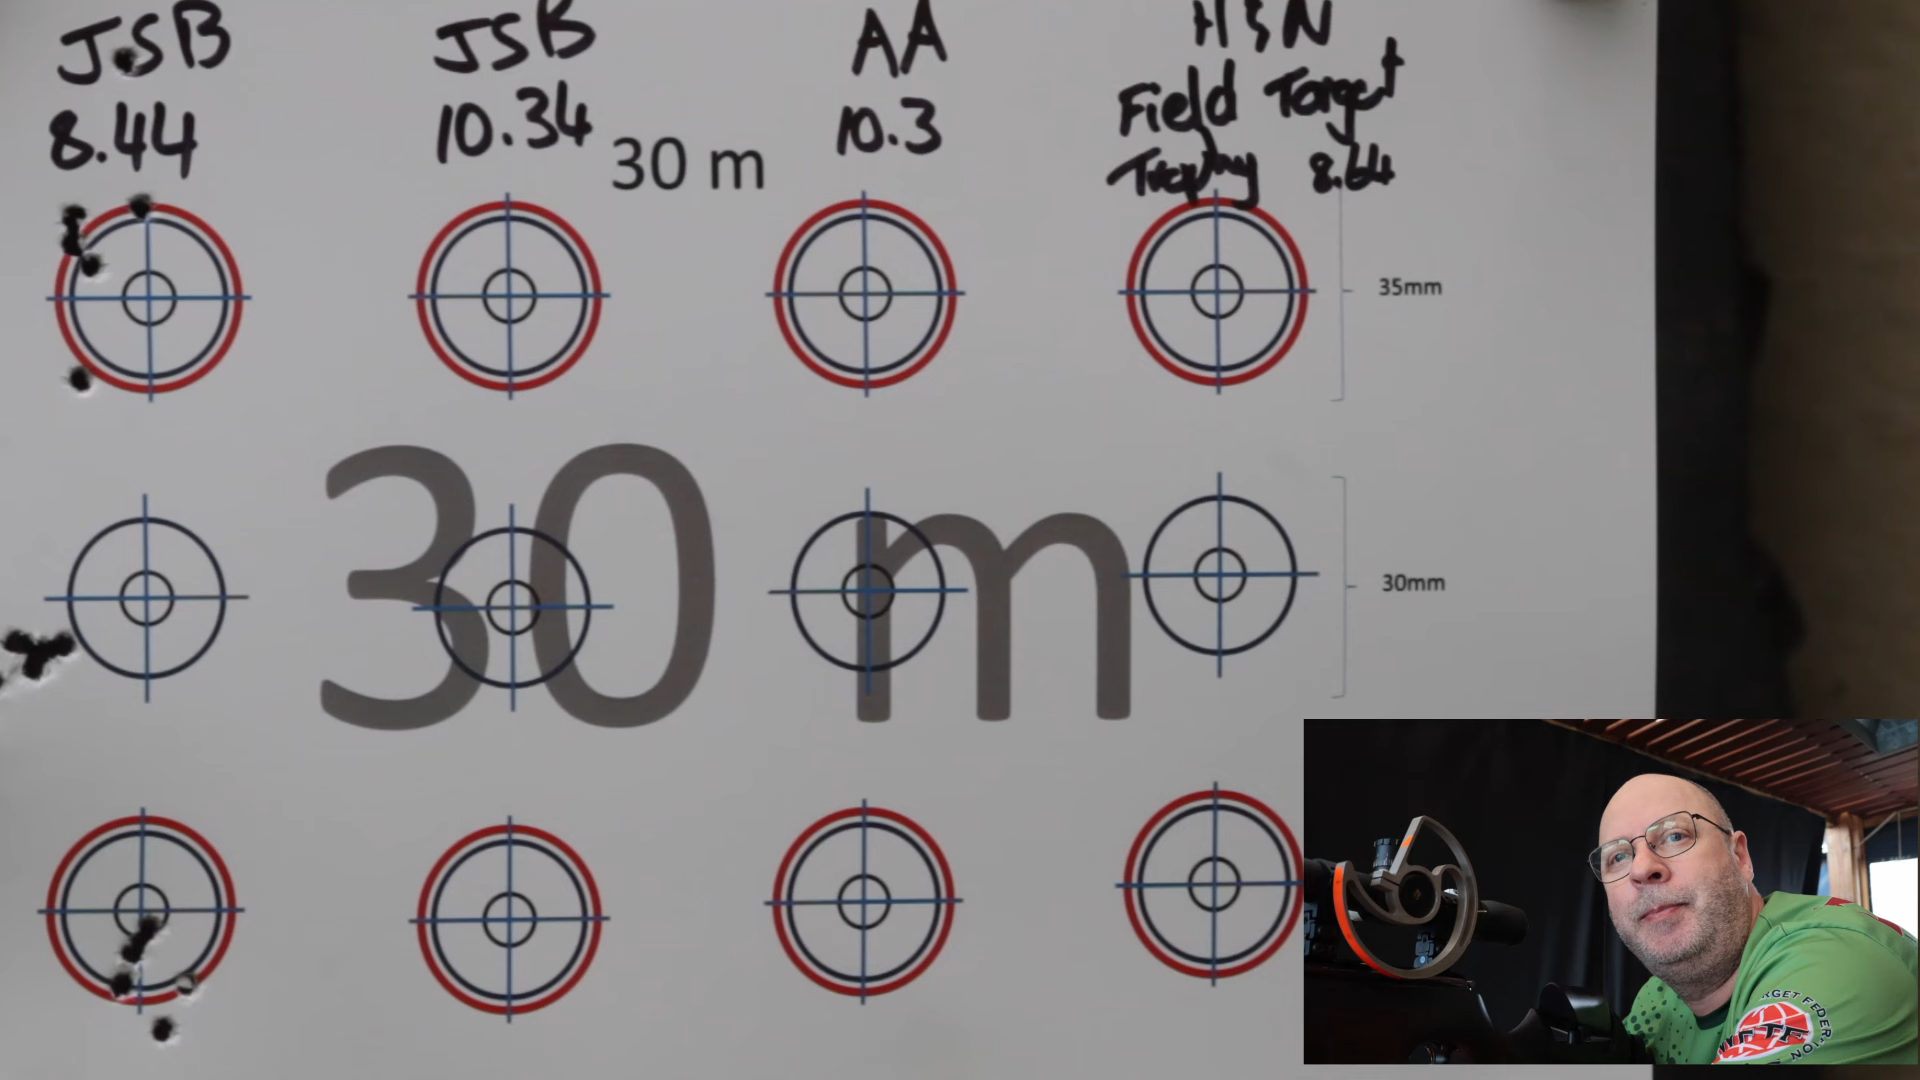 JSB
8.44
JSB
10.34
30 m
AA
10.3
H&N
Field Target
Trophy 8.64
35mm
30 m
30mm